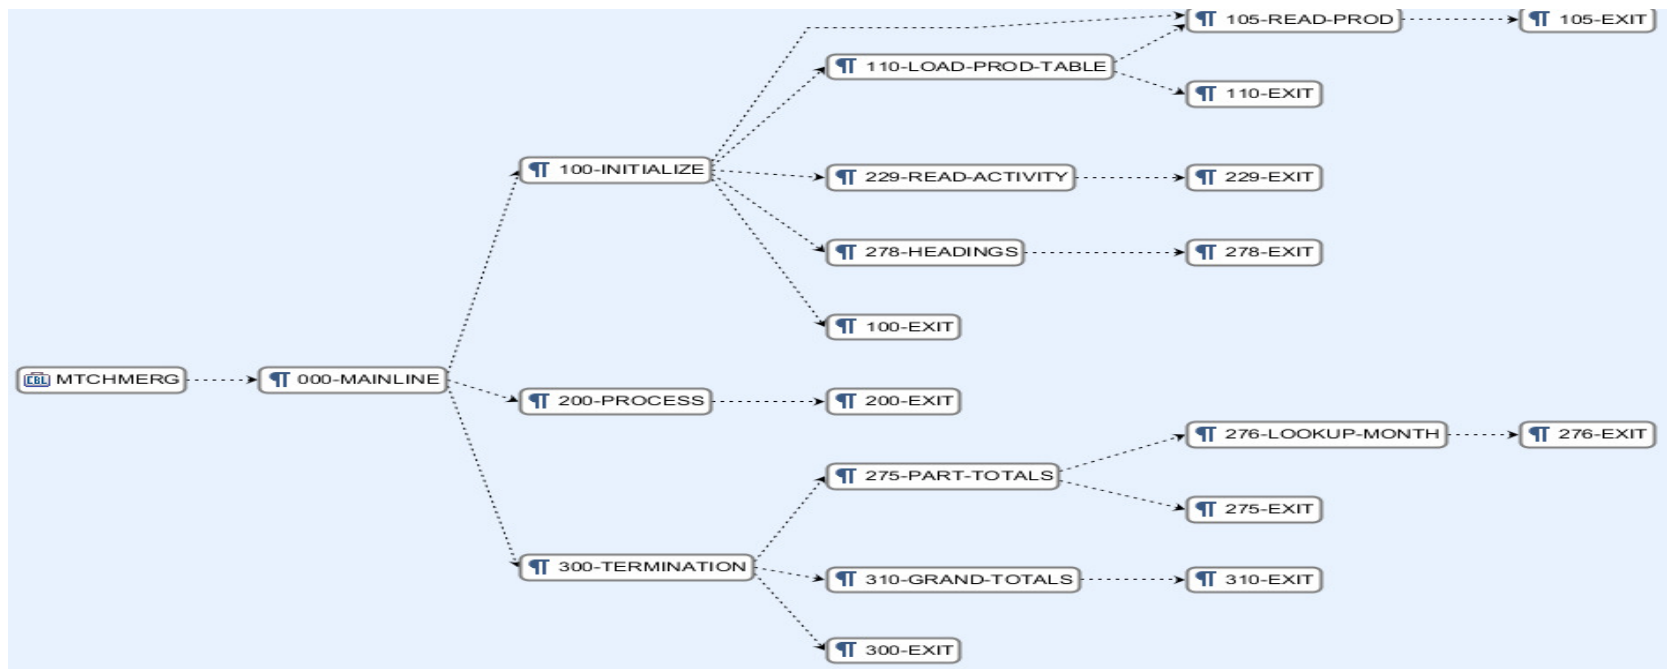 105-READ-PROD
105-EXIT
110-LOAD-PROD-TABLE
110-EXIT
100-INITIALIZE
229-READ-ACTIVITY
229-EXIT
278-HEADINGS
278-EXIT
100-EXIT
CBL MTCHMERG
000-MAINLINE
200-PROCESS
200-EXIT
276-LOOKUP-MONTH
276-EXIT
275-PART-TOTALS
275-EXIT
300-TERMINATION
310-GRAND-TOTALS
310-EXIT
300-EXIT